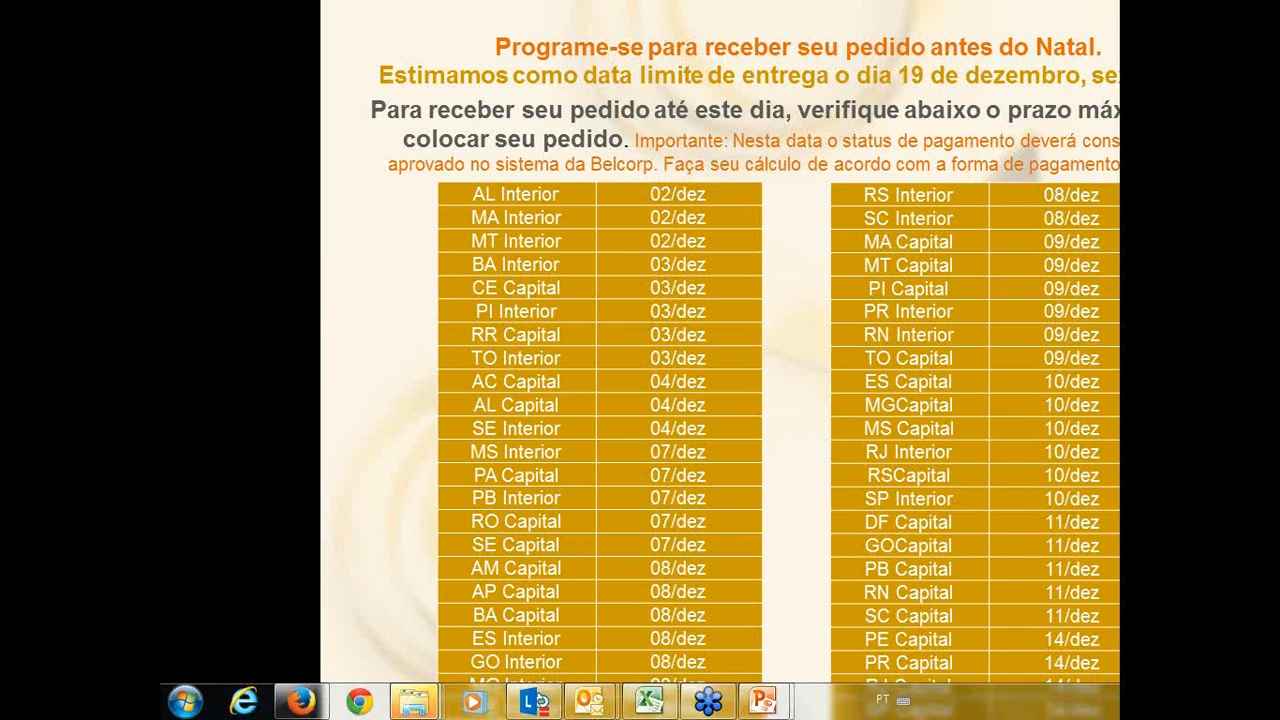 Programe-se para receber seu pedido antes do Natal.
Estimamos como data limite de entrega o dia 19 de dezembro,
Para receber seu pedido até este dia, verifique abaixo o prazo
colocar seu pedido. Importante: Nesta data o status de pagamento deverá
aprovado no sistema da Belcorp. Faça seu cálculo de acordo com a forma de pagamento
AL Interior 02/dez
MA Interior 02/dez
MT Interior 02/dez
BA Interior 03/dez
CE Capital 03/dez
PI Interior 03/dez
RR Capital 03/dez
TO Interior 03/dez
AC Capital 04/dez
AL Capital 04/dez
SE Interior 04/dez
MS Interior 07/dez
PA Capital 07/dez
PB Interior 07/dez
RO Capital 07/dez
SE Capital 07/dez
AM Capital 08/dez
AP Capital 08/dez
BA Capital 08/dez
ES Interior 08/dez
GO Interior 08/dez
RS Interior 08/dez
SC Interior 08/dez
MA Capital 09/dez
MT Capital 09/dez
PI Capital 09/dez
PR Interior 09/dez
RN Interior 09/dez
TO Capital 09/dez
ES Capital 10/dez
MGCapital 10/dez
MS Capital 10/dez
RJ Interior 10/dez
RSCapital 10/dez
SP Interior 10/dez
DF Capital 11/dez
GOCapital 11/dez
PB Capital 11/dez
RN Capital 11/dez
SC Capital 11/dez
PE Capital 14/dez
PR Capital 14/dez
PT